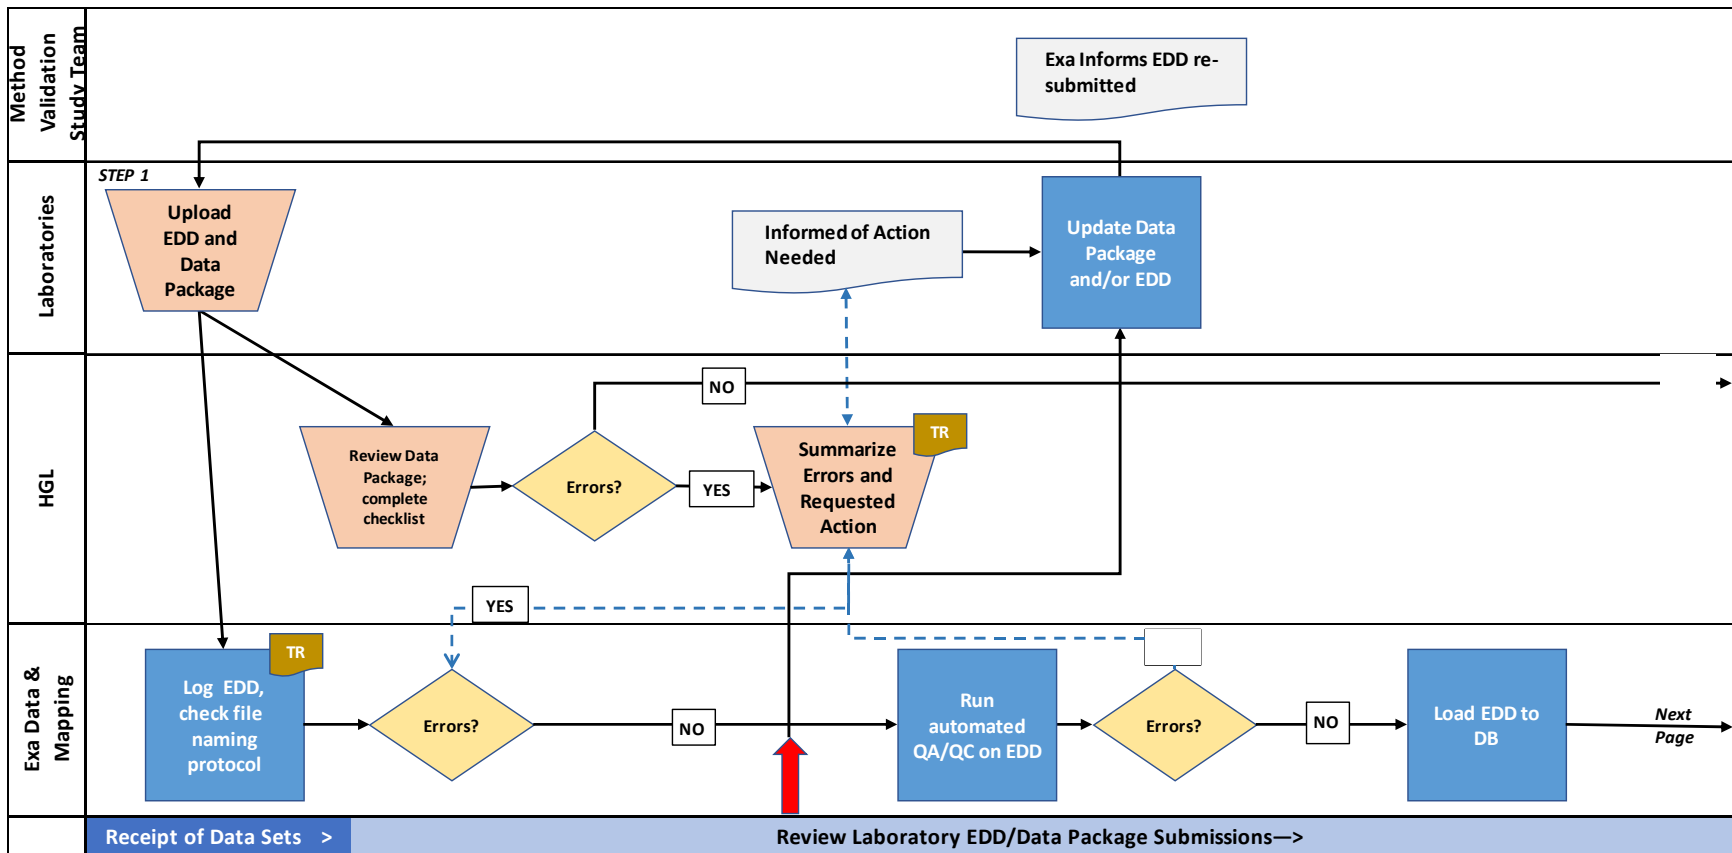 Method
Validation
Study Team
Exa Informs EDD re-
submitted
Laboratories
STEP 1
Upload
EDD and
Data
Package
Informed of Action
Needed
Update Data
Package
and/or EDD
HGL
NO
Review Data
Package;
complete
checklist
Errors?
YES
Summarize
Errors and
Requested
Action
TR
YES
Exa Data &
Mapping
TR
Log EDD,
check file
naming
protocol
Errors?
NO
Run
automated
QA/QC on EDD
Errors?
NO
Load EDD to
DB
Next
Page
Receipt of Data Sets >
Review Laboratory EDD/Data Package Submissions—>